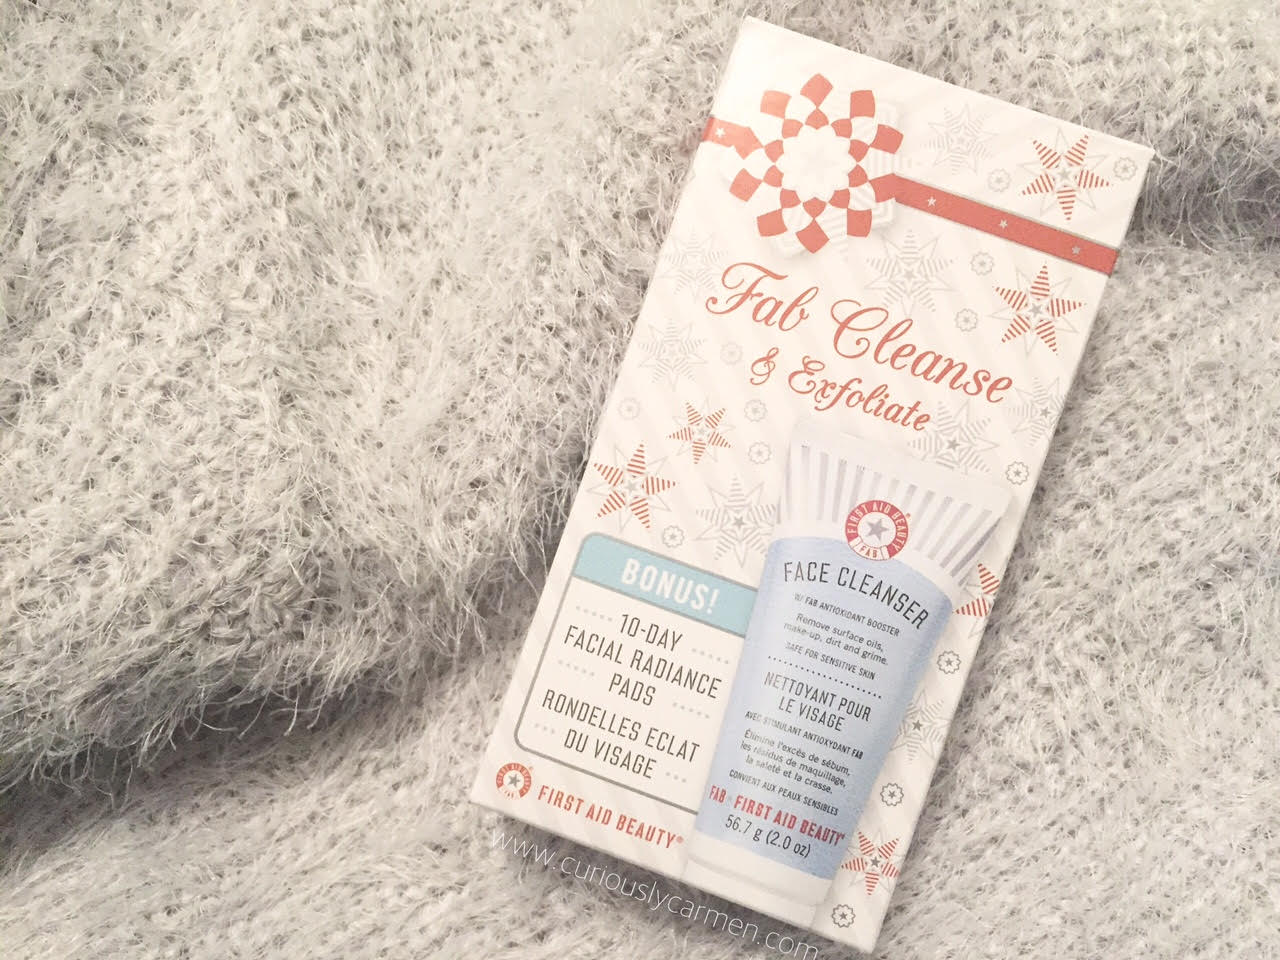 Fab Cleanse
& Exfoliate
BONUS!
10-DAY
FACIAL RADIANCE
PADS
RONDELLES ECLAT
DU VISAGE
FIRST AID BEAUTY®
FIRST AID BEAUTY
FAB
FACE CLEANSER
W/ FAB ANTIOXIDANT BOOSTER
Remove surface oils,
make-up, dirt and grime.
SAFE FOR SENSITIVE SKIN
NETTOYANT POUR
LE VISAGE
AVEC STIMULANT ANTIOXYDANT FAB
Élimine l'excès de sébum,
les résidus de maquillage,
la saleté et la crasse.
CONVIENT AUX PEAUX SENSIBLES
FAB FIRST AID BEAUTY®
56.7 g (2.0 oz)
www.curiouslycarmen.com